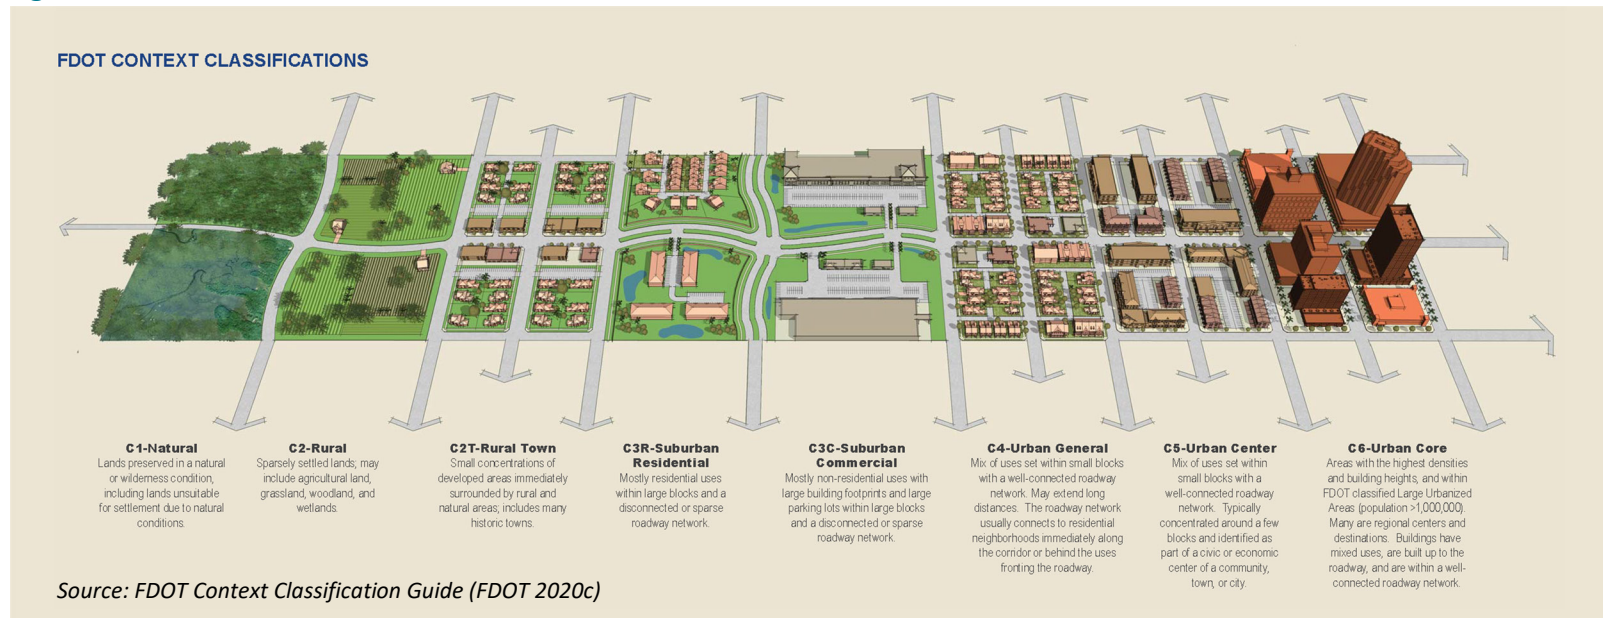 FDOT CONTEXT CLASSIFICATIONS
C1-Natural
Lands preserved in a natural
or wilderness condition,
including lands unsuitable
for settlement due to natural
conditions.
C2-Rural
Sparsely settled lands; may
include agricultural land,
grassland, woodland, and
wetlands.
C2T-Rural Town
Small concentrations of
developed areas immediately
surrounded by rural and
natural areas; includes many
historic towns.
C3R-Suburban
Residential
Mostly residential uses
within large blocks and a
disconnected or sparse
roadway network.
C3C-Suburban
Commercial
Mostly non-residential uses with
large building footprints and large
parking lots within large blocks
and a disconnected or sparse
roadway network.
C4-Urban General
Mix of uses set within small blocks
with a well-connected roadway
network. May extend long
distances. The roadway network
usually connects to residential
neighborhoods immediately along
the corridor or behind the uses
fronting the roadway.
C5-Urban Center
Mix of uses set within
small blocks with a
well-connected roadway
network. Typically
concentrated around a few
blocks and identified as
part of a civic or economic
center of a community,
town, or city.
C6-Urban Core
Areas with the highest densities
and building heights, and within
FDOT classified Large Urbanized
Areas (population >1,000,000).
Many are regional centers and
destinations. Buildings have
mixed uses, are built up to the
roadway, and are within a well-
connected roadway network.
Source: FDOT Context Classification Guide (FDOT 2020c)